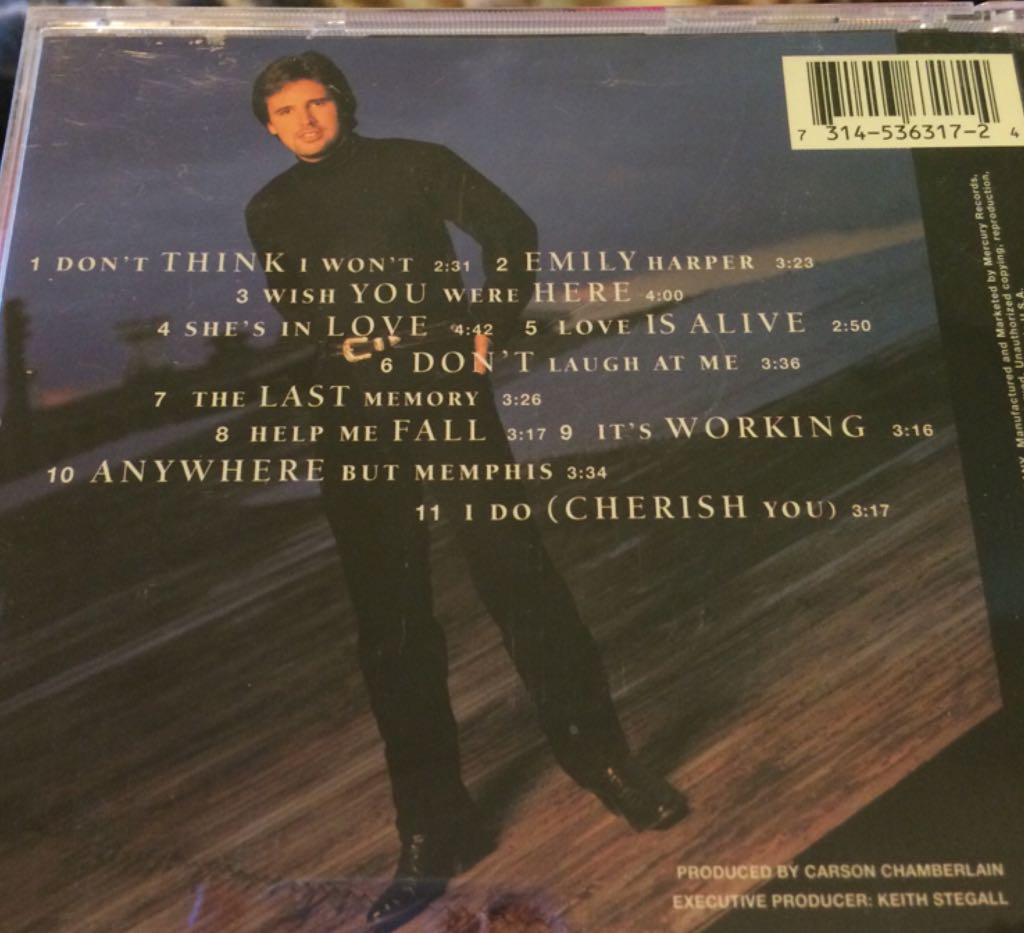 7 314-536317-2 4
1 DON'T THINK I WON'T 2:31 2 EMILY HARPER 3:23
3 WISH YOU WERE HERE 4:00
4 SHE'S IN LOVE 4:42 5 LOVE IS ALIVE 2:50
6 DON'T LAUGH AT ME 3:36
7 THE LAST MEMORY 3:26
8 HELP ME FALL 3:17 9 IT'S WORKING 3:16
10 ANYWHERE BUT MEMPHIS 3:34
11 I DO (CHERISH YOU) 3:17
PRODUCED BY CARSON CHAMBERLAIN
EXECUTIVE PRODUCER: KEITH STEGALL
Manufactured and Marketed by Mercury Records,
Unauthorized copying, reproduction,